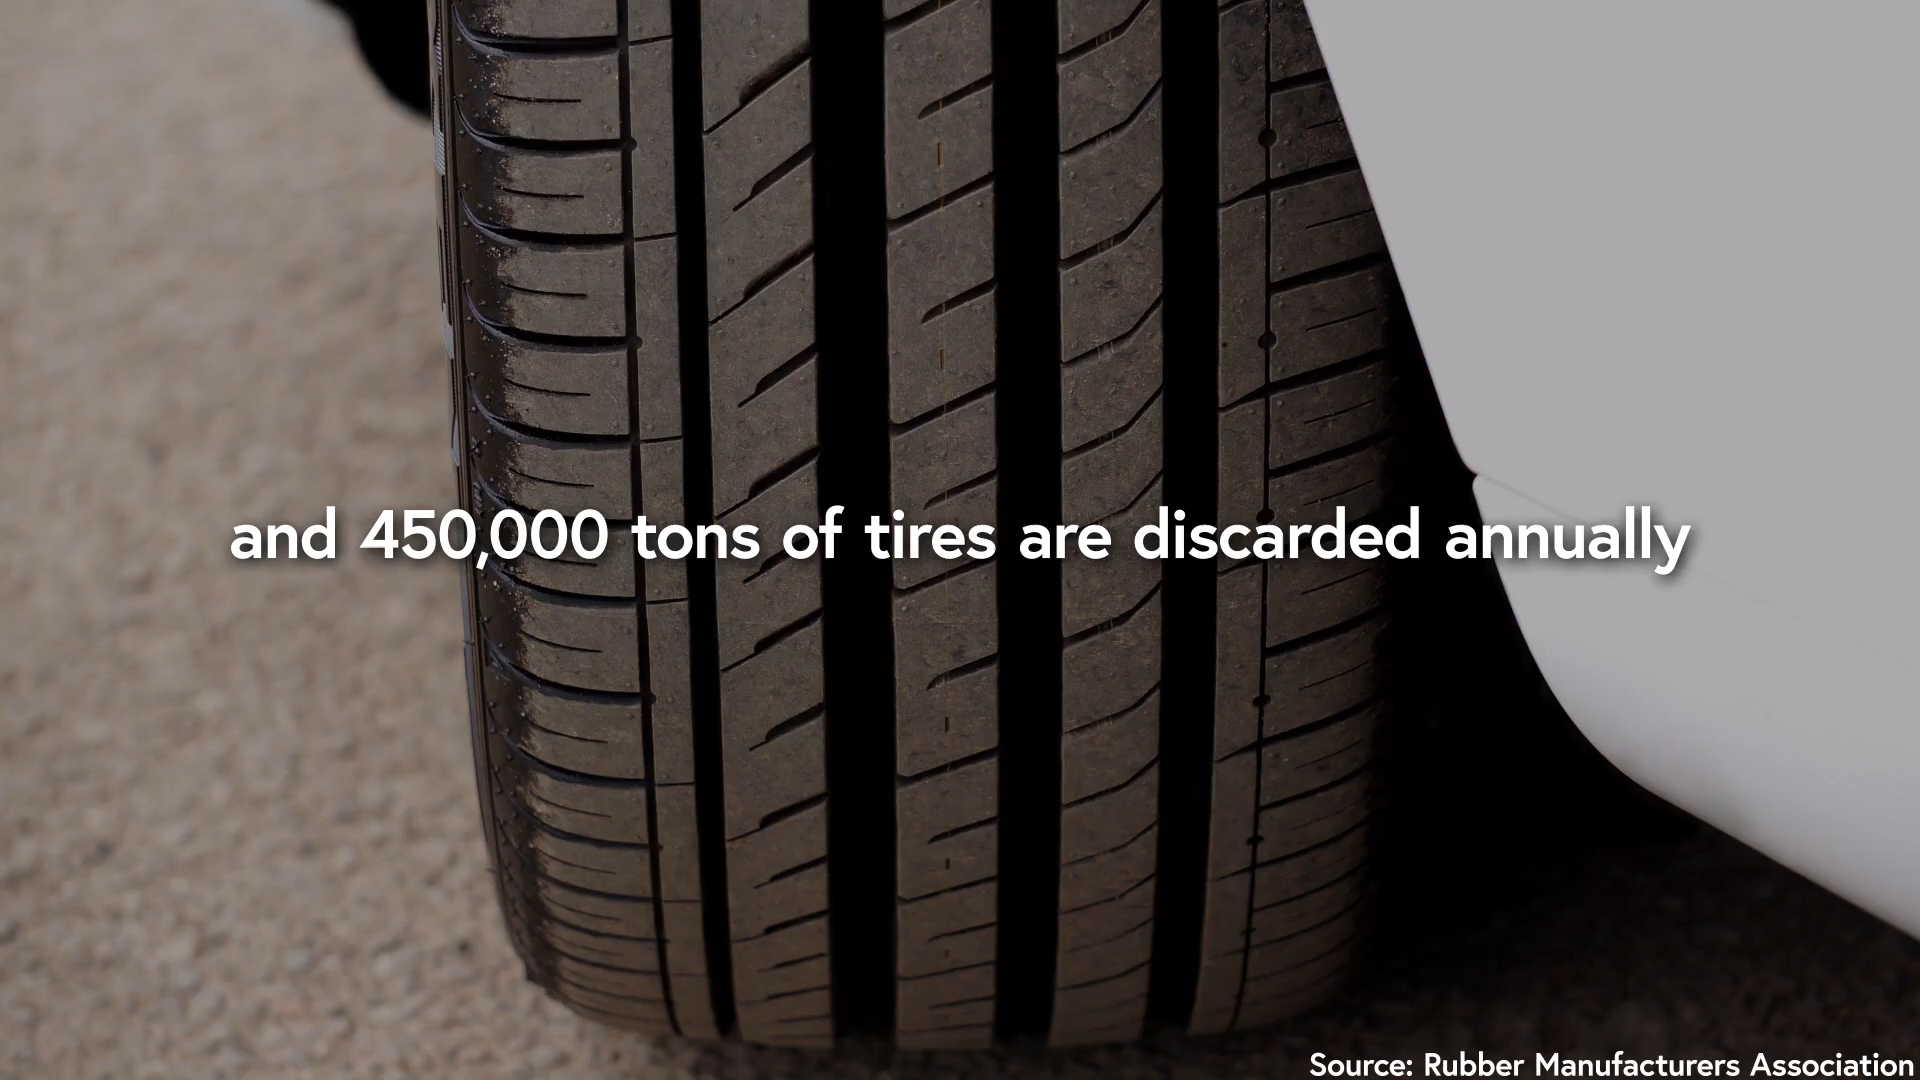 and 450,000 tons of tires are discarded annually
Source: Rubber Manufacturers Association